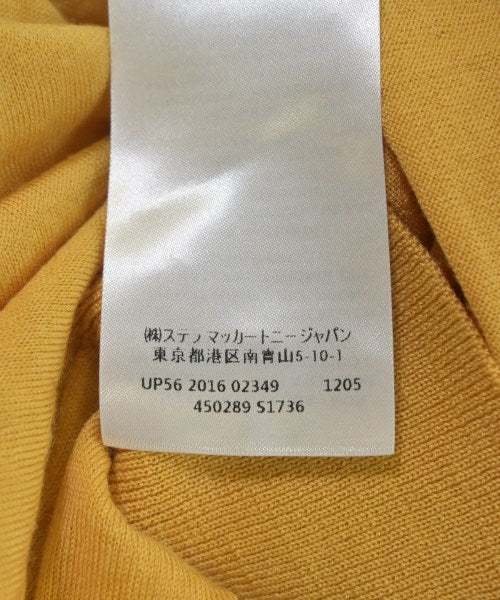 ㈱ステラ マッカートニージャパン
東京都港区南青山5-10-1
UP56 2016 02349 1205
450289 S1736